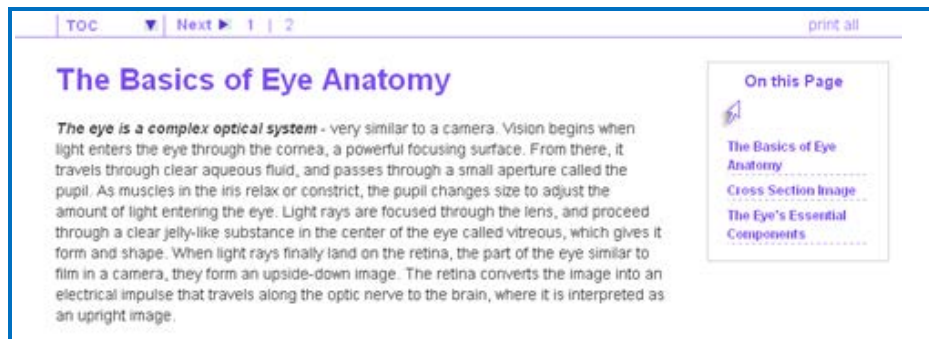 TOC Next 1 | 2 print all
The Basics of Eye Anatomy
The eye is a complex optical system - very similar to a camera. Vision begins when
light enters the eye through the cornea, a powerful focusing surface. From there, it
travels through clear aqueous fluid, and passes through a small aperture called the
pupil. As muscles in the iris relax or constrict, the pupil changes size to adjust the
amount of light entering the eye. Light rays are focused through the lens, and proceed
through a clear jelly-like substance in the center of the eye called vitreous, which gives it
form and shape. When light rays finally land on the retina, the part of the eye similar to
film in a camera, they form an upside-down image. The retina converts the image into an
electrical impulse that travels along the optic nerve to the brain, where it is interpreted as
an upright image.
On this Page
The Basics of Eye
Anatomy
Cross Section Image
The Eye's Essential
Components